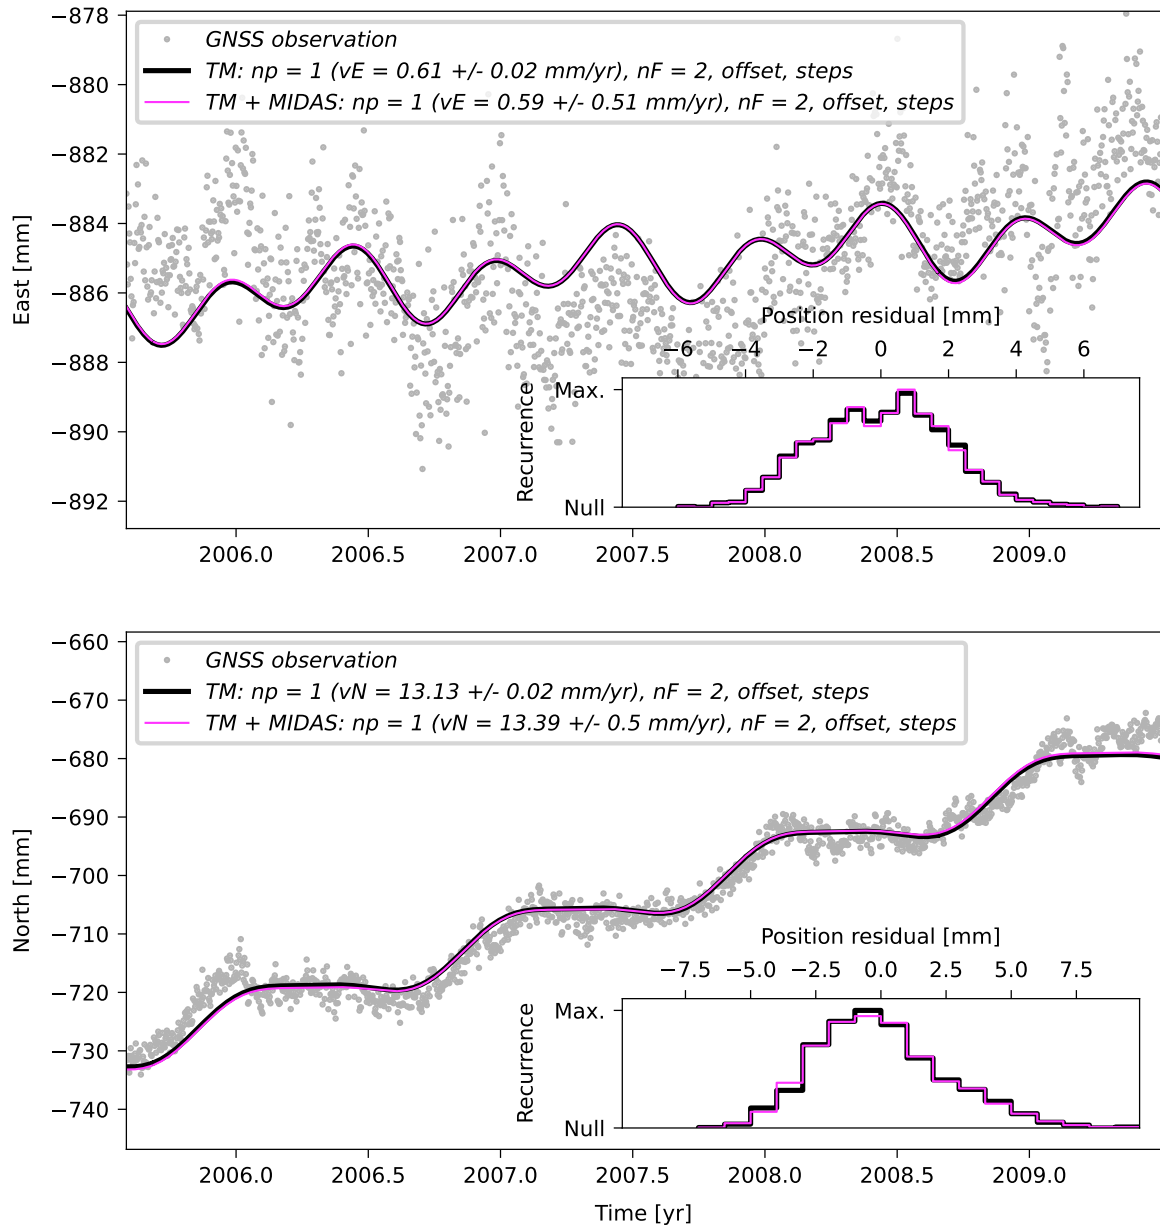 −878
−880
−882
−884
−886
−888
−890
−892
East [mm]
GNSS observation
TM: np = 1 (vE = 0.61 +/- 0.02 mm/yr), nF = 2, offset, steps
TM + MIDAS: np = 1 (vE = 0.59 +/- 0.51 mm/yr), nF = 2, offset, steps
Position residual [mm]
−6 −4 −2 0 2 4 6
Max.
Null
Recurrence
2006.0 2006.5 2007.0 2007.5 2008.0 2008.5 2009.0
−660
−670
−680
−690
−700
−710
−720
−730
−740
North [mm]
GNSS observation
TM: np = 1 (vN = 13.13 +/- 0.02 mm/yr), nF = 2, offset, steps
TM + MIDAS: np = 1 (vN = 13.39 +/- 0.5 mm/yr), nF = 2, offset, steps
Position residual [mm]
−7.5 −5.0 −2.5 0.0 2.5 5.0 7.5
Max.
Null
Recurrence
2006.0 2006.5 2007.0 2007.5 2008.0 2008.5 2009.0
Time [yr]